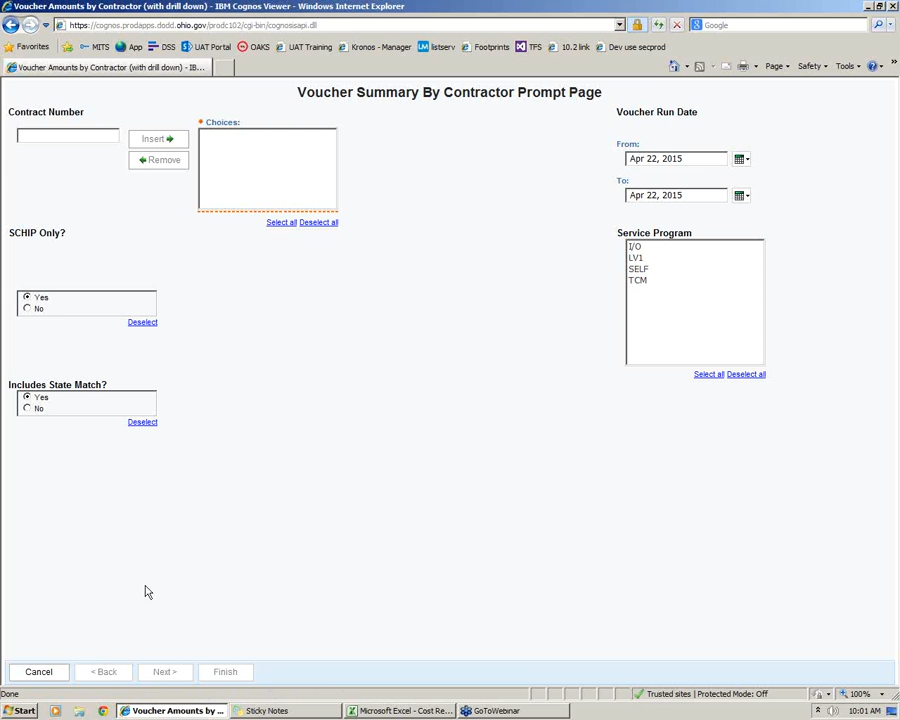 Voucher Amounts by Contractor (with drill down) - IBM Cognos Viewer - Windows Internet Explorer
https://cognos.prodapps.dodd.ohio.gov/prodc102/cgi-bin/cognosisapi.dll
Google
Favorites MITS App DSS UAT Portal OAKS UAT Training Kronos - Manager listserv Footprints TFS 10.2 link Dev use secprod
Voucher Amounts by Contractor (with drill down) - IB...
Page Safety Tools
Voucher Summary By Contractor Prompt Page
Contract Number
Voucher Run Date
Choices:
Insert
Remove
From:
Apr 22, 2015
To:
Apr 22, 2015
Select all Deselect all
SCHIP Only?
Service Program
I/O
LV1
SELF
TCM
Yes
No
Deselect
Select all Deselect all
Includes State Match?
Yes
No
Deselect
Cancel < Back Next > Finish
Done
Trusted sites | Protected Mode: Off
100%
Start
Voucher Amounts by ...
Sticky Notes
Microsoft Excel - Cost Re...
GoToWebinar
10:01 AM